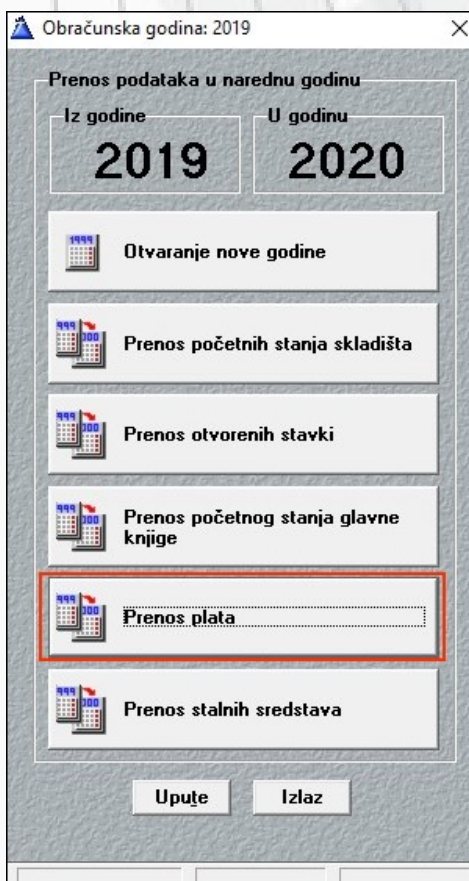 Obračunska godina: 2019
Prenos podataka u narednu godinu
Iz godine
U godinu
2019
2020
Otvaranje nove godine
Prenos početnih stanja skladišta
Prenos otvorenih stavki
Prenos početnog stanja glavne
knjige
Prenos plata
Prenos stalnih sredstava
Upute
Izlaz